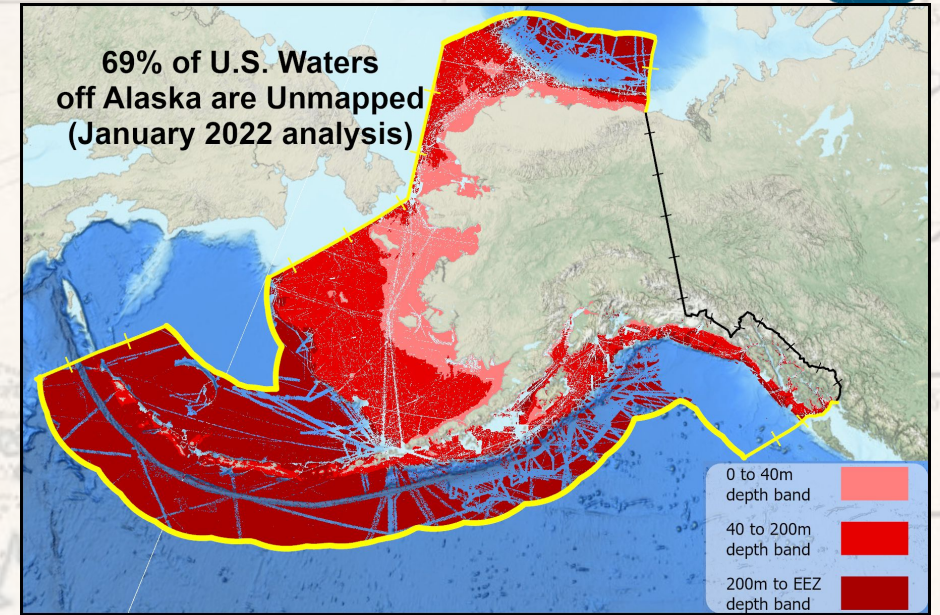 69% of U.S. Waters
off Alaska are Unmapped
(January 2022 analysis)
0 to 40m
depth band
40 to 200m
depth band
200m to EEZ
depth band